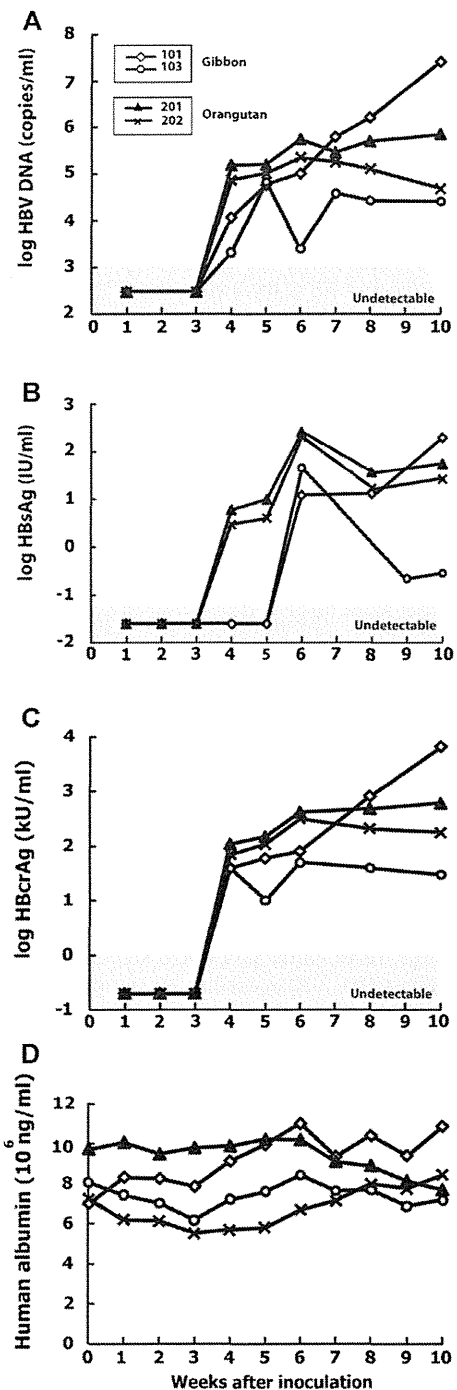 A
log HBV DNA (copies/ml)
8
7
6
5
4
3
2
101
103
Gibbon
201
202
Orangutan
Undetectable
0 1 2 3 4 5 6 7 8 9 10
B
log HBsAg (IU/ml)
3
2
1
0
-1
-2
Undetectable
0 1 2 3 4 5 6 7 8 9 10
C
log HBcrAg (kU/ml)
4
3
2
1
0
-1
Undetectable
0 1 2 3 4 5 6 7 8 9 10
D
Human albumin (10^6 ng/ml)
12
10
8
6
4
2
0
0 1 2 3 4 5 6 7 8 9 10
Weeks after inoculation